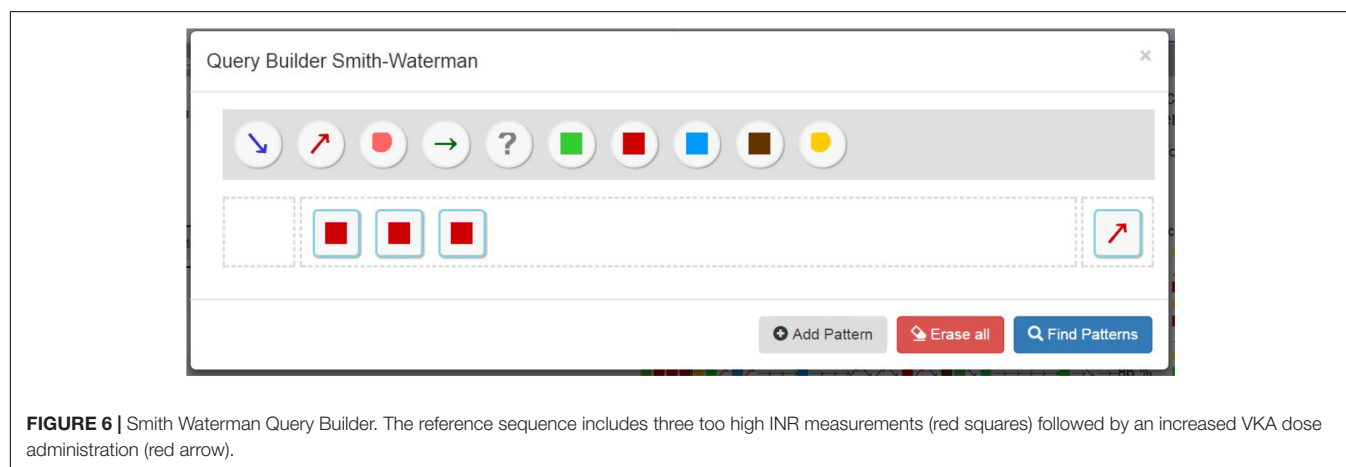 Query Builder Smith-Waterman
×
?
Add Pattern
Erase all
Find Patterns
86 %
FIGURE 6 | Smith Waterman Query Builder. The reference sequence includes three too high INR measurements (red squares) followed by an increased VKA dose
administration (red arrow).